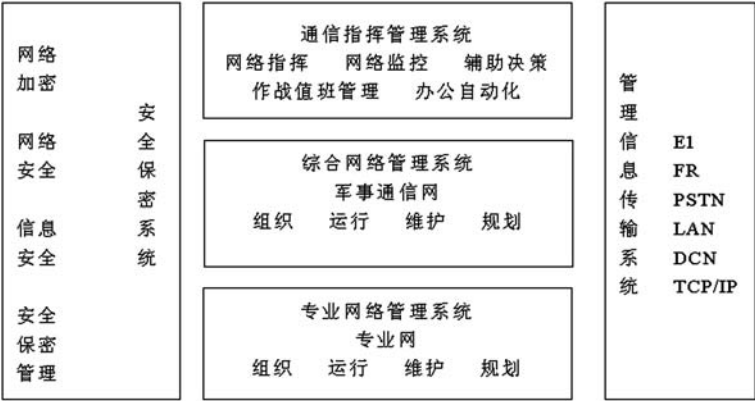 网络
加密
网络
安全
信息
安全
安全
保密
管理
安全保密系统
通信指挥管理系统
网络指挥 网络监控 辅助决策
作战值班管理 办公自动化
综合网络管理系统
军事通信网
组织 运行 维护 规划
专业网络管理系统
专业网
组织 运行 维护 规划
管理信息传输系统
E1
FR
PSTN
LAN
DCN
TCP/IP